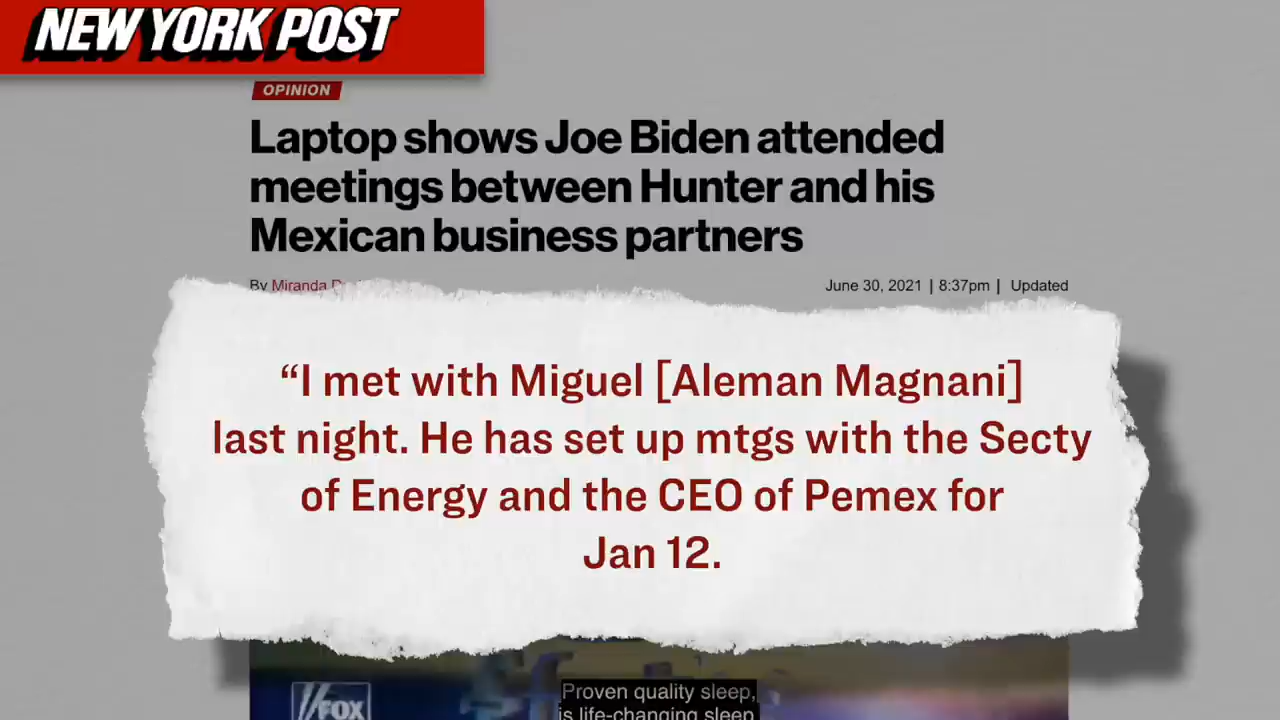 NEW YORK POST
OPINION
Laptop shows Joe Biden attended
meetings between Hunter and his
Mexican business partners
By Miranda
June 30, 2021 | 8:37pm | Updated
“I met with Miguel [Aleman Magnani]
last night. He has set up mtgs with the Secty
of Energy and the CEO of Pemex for
Jan 12.
FOX
Proven quality sleep,
is life-changing sleep